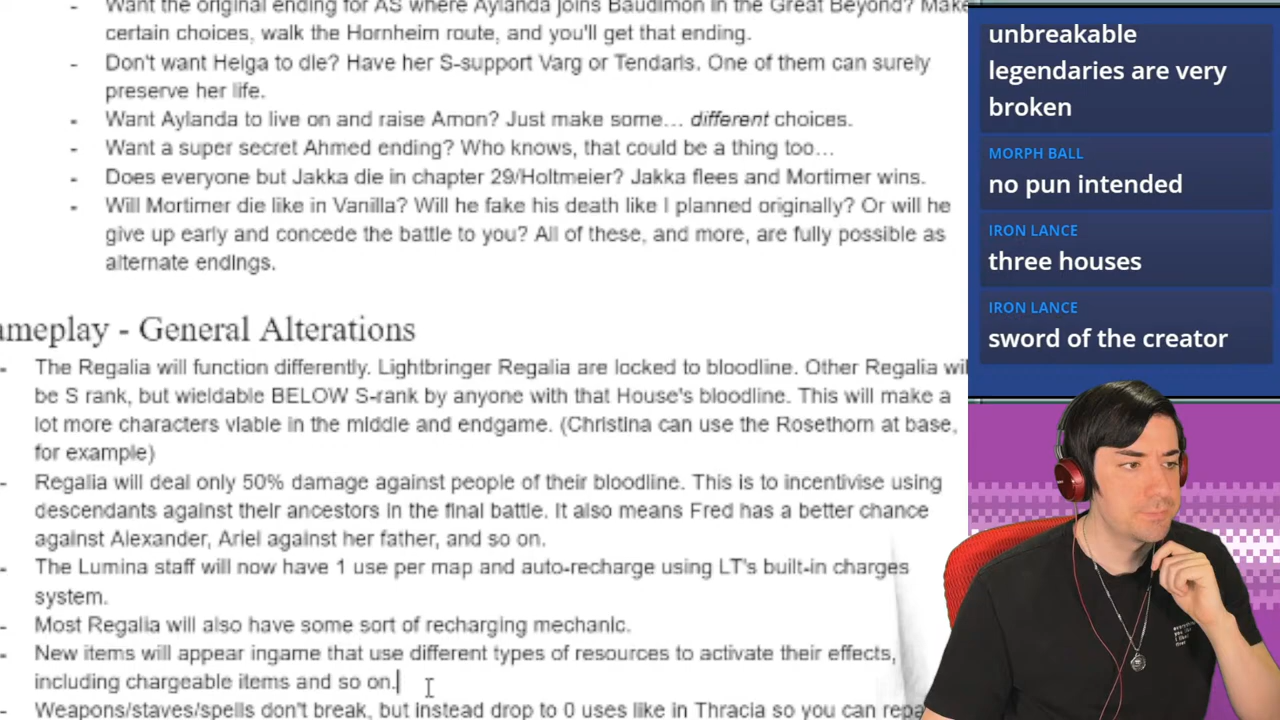 Want the original ending for AS where Aylanda joins Baudimon in the Great Beyond? Make
certain choices, walk the Hornheim route, and you'll get that ending.
- Don't want Helga to die? Have her S-support Varg or Tendaris. One of them can surely
preserve her life.
- Want Aylanda to live on and raise Amon? Just make some... different choices.
- Want a super secret Ahmed ending? Who knows, that could be a thing too...
- Does everyone but Jakka die in chapter 29/Holtmeier? Jakka flees and Mortimer wins.
- Will Mortimer die like in Vanilla? Will he fake his death like I planned originally? Or will he
give up early and concede the battle to you? All of these, and more, are fully possible as
alternate endings.
ameplay - General Alterations
- The Regalia will function differently. Lightbringer Regalia are locked to bloodline. Other Regalia wil
be S rank, but wieldable BELOW S-rank by anyone with that House's bloodline. This will make a
lot more characters viable in the middle and endgame. (Christina can use the Rosethorn at base,
for example)
- Regalia will deal only 50% damage against people of their bloodline. This is to incentivise using
descendants against their ancestors in the final battle. It also means Fred has a better chance
against Alexander, Ariel against her father, and so on.
- The Lumina staff will now have 1 use per map and auto-recharge using LT's built-in charges
system.
- Most Regalia will also have some sort of recharging mechanic.
- New items will appear ingame that use different types of resources to activate their effects,
including chargeable items and so on.
- Weapons/staves/spells don't break, but instead drop to 0 uses like in Thracia so you can repa
unbreakable
legendaries are very
broken
MORPH BALL
no pun intended
IRON LANCE
three houses
IRON LANCE
sword of the creator